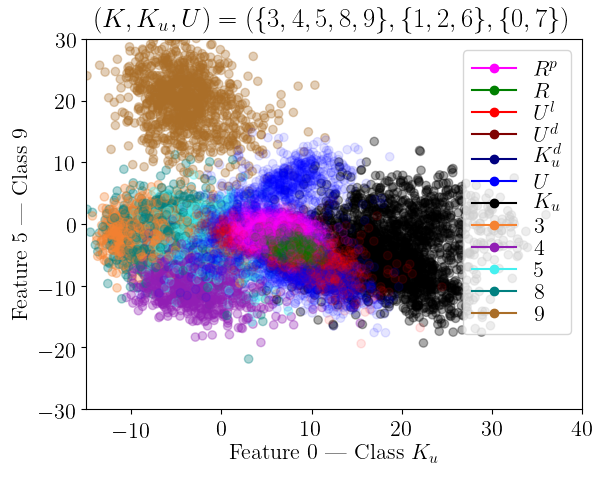 (K, K_u, U) = ({3, 4, 5, 8, 9}, {1, 2, 6}, {0, 7})
30
20
10
0
−10
−20
−30
Feature 5 — Class 9
R^p
R
U^l
U^d
K_u^d
U
K_u
3
4
5
8
9
−10
0
10
20
30
40
Feature 0 — Class K_u